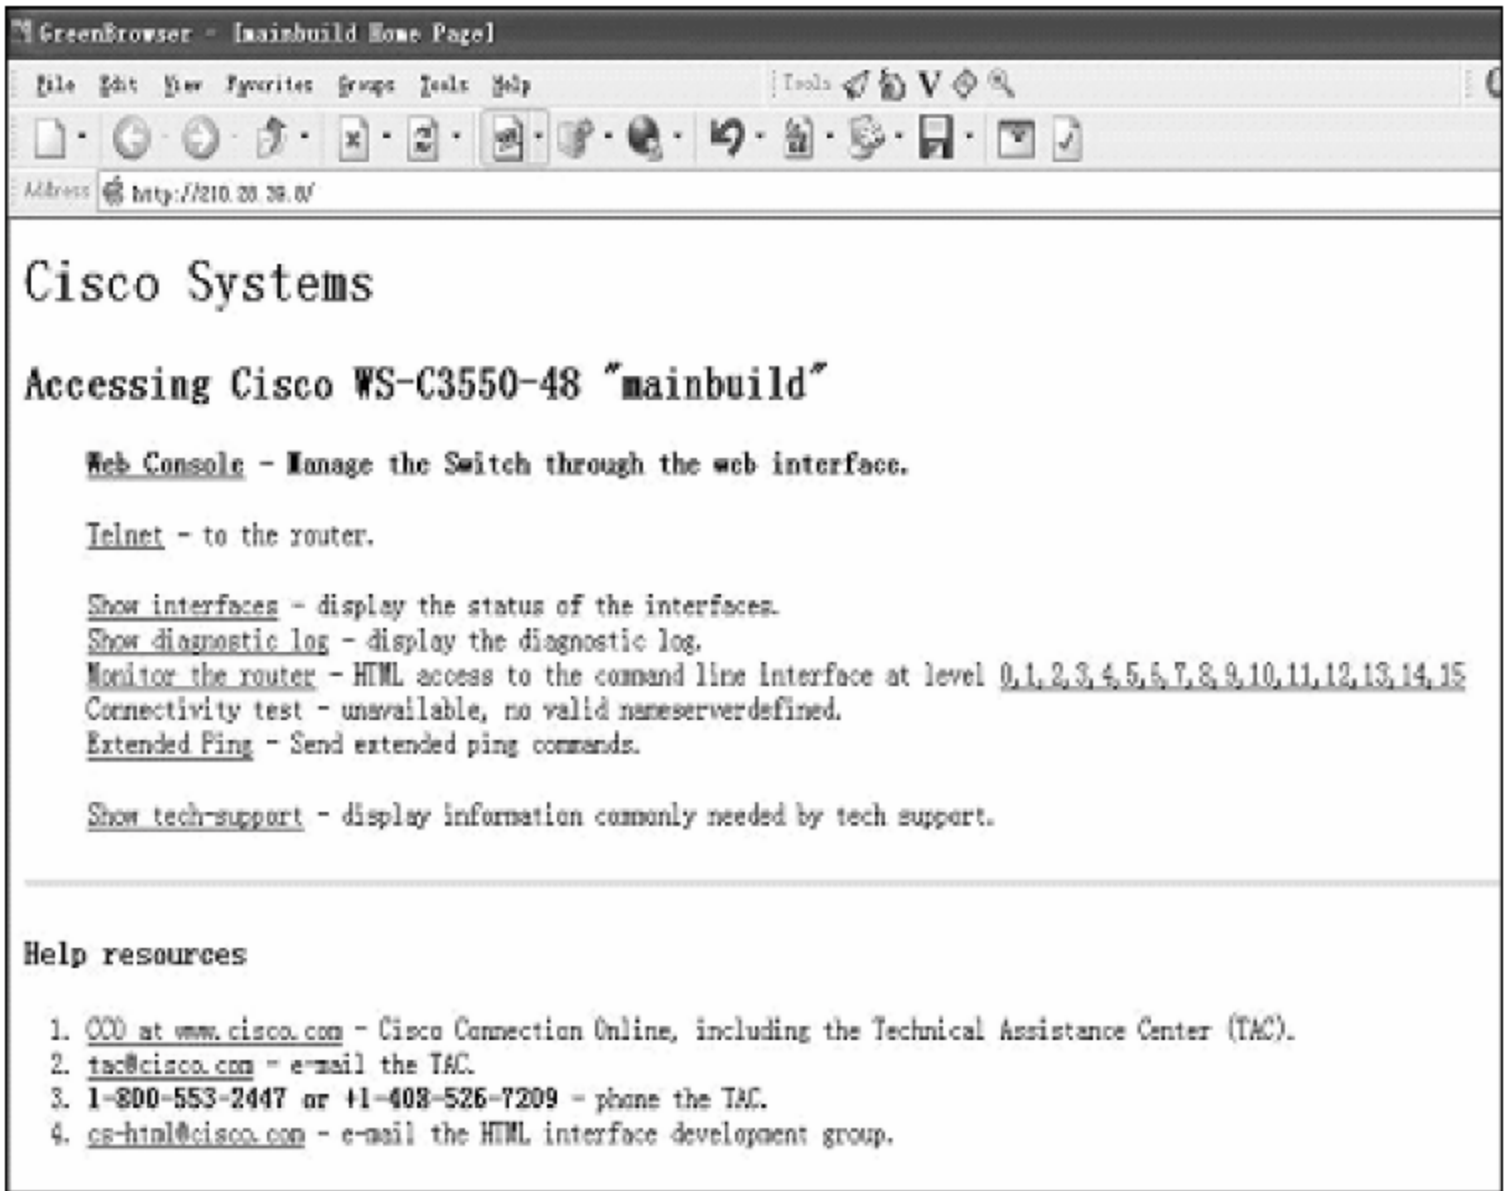 GreenBrowser - [mainbuild Home Page]
File Edit View Favorites Groups Tools Help
Tools
Address http://210.28.39.8/
Cisco Systems
Accessing Cisco WS-C3550-48 "mainbuild"
Web Console - Manage the Switch through the web interface.
Telnet - to the router.
Show interfaces - display the status of the interfaces.
Show diagnostic log - display the diagnostic log.
Monitor the router - HTML access to the command line interface at level 0,1,2,3,4,5,6,7,8,9,10,11,12,13,14,15
Connectivity test - unavailable, no valid nameserverdefined.
Extended Ping - Send extended ping commands.
Show tech-support - display information commonly needed by tech support.
Help resources
1. CCO at www.cisco.com - Cisco Connection Online, including the Technical Assistance Center (TAC).
2. tac@cisco.com - e-mail the TAC.
3. 1-800-553-2447 or +1-408-526-7209 - phone the TAC.
4. cs-html@cisco.com - e-mail the HTML interface development group.